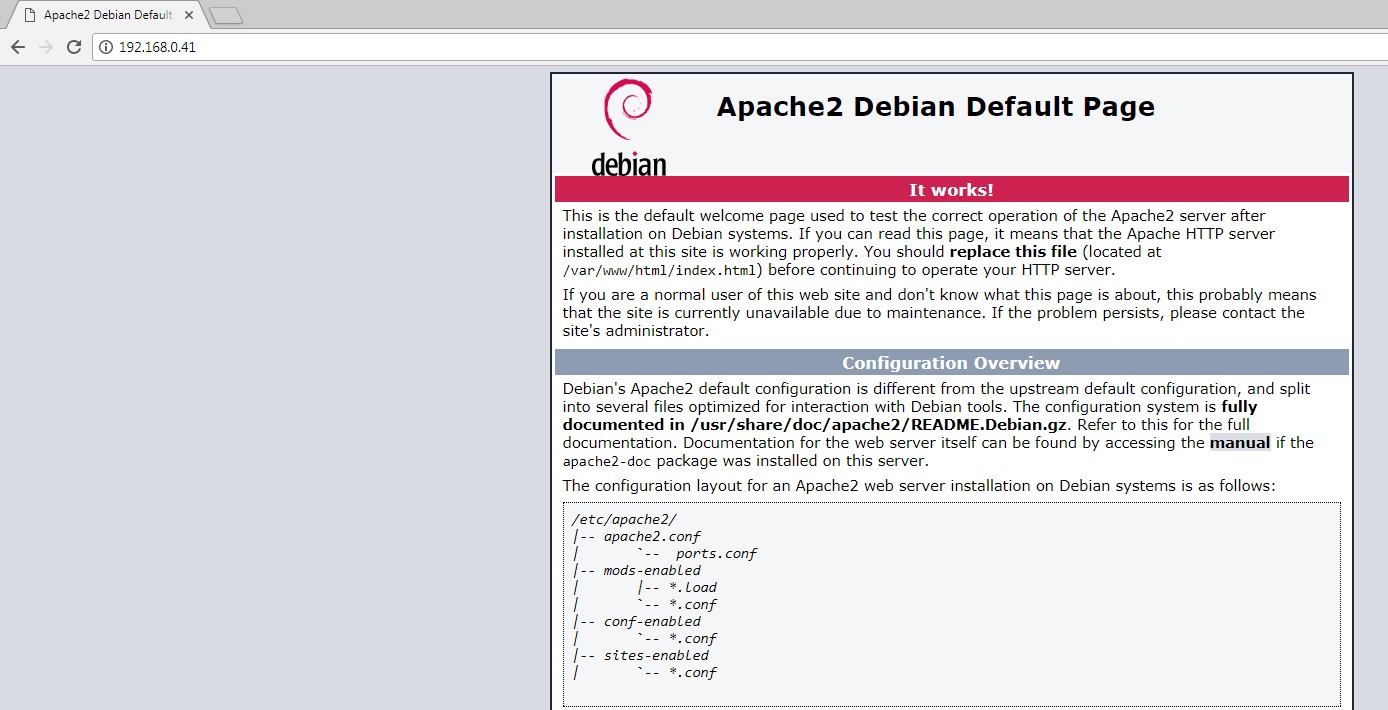 Apache2 Debian Default
192.168.0.41
debian
Apache2 Debian Default Page
It works!
This is the default welcome page used to test the correct operation of the Apache2 server after
installation on Debian systems. If you can read this page, it means that the Apache HTTP server
installed at this site is working properly. You should replace this file (located at
/var/www/html/index.html) before continuing to operate your HTTP server.
If you are a normal user of this web site and don't know what this page is about, this probably means
that the site is currently unavailable due to maintenance. If the problem persists, please contact the
site's administrator.
Configuration Overview
Debian's Apache2 default configuration is different from the upstream default configuration, and split
into several files optimized for interaction with Debian tools. The configuration system is fully
documented in /usr/share/doc/apache2/README.Debian.gz. Refer to this for the full
documentation. Documentation for the web server itself can be found by accessing the manual if the
apache2-doc package was installed on this server.
The configuration layout for an Apache2 web server installation on Debian systems is as follows:
/etc/apache2/
|-- apache2.conf
|       `--  ports.conf
|-- mods-enabled
|       |-- *.load
|       `-- *.conf
|-- conf-enabled
|       `-- *.conf
|-- sites-enabled
|       `-- *.conf